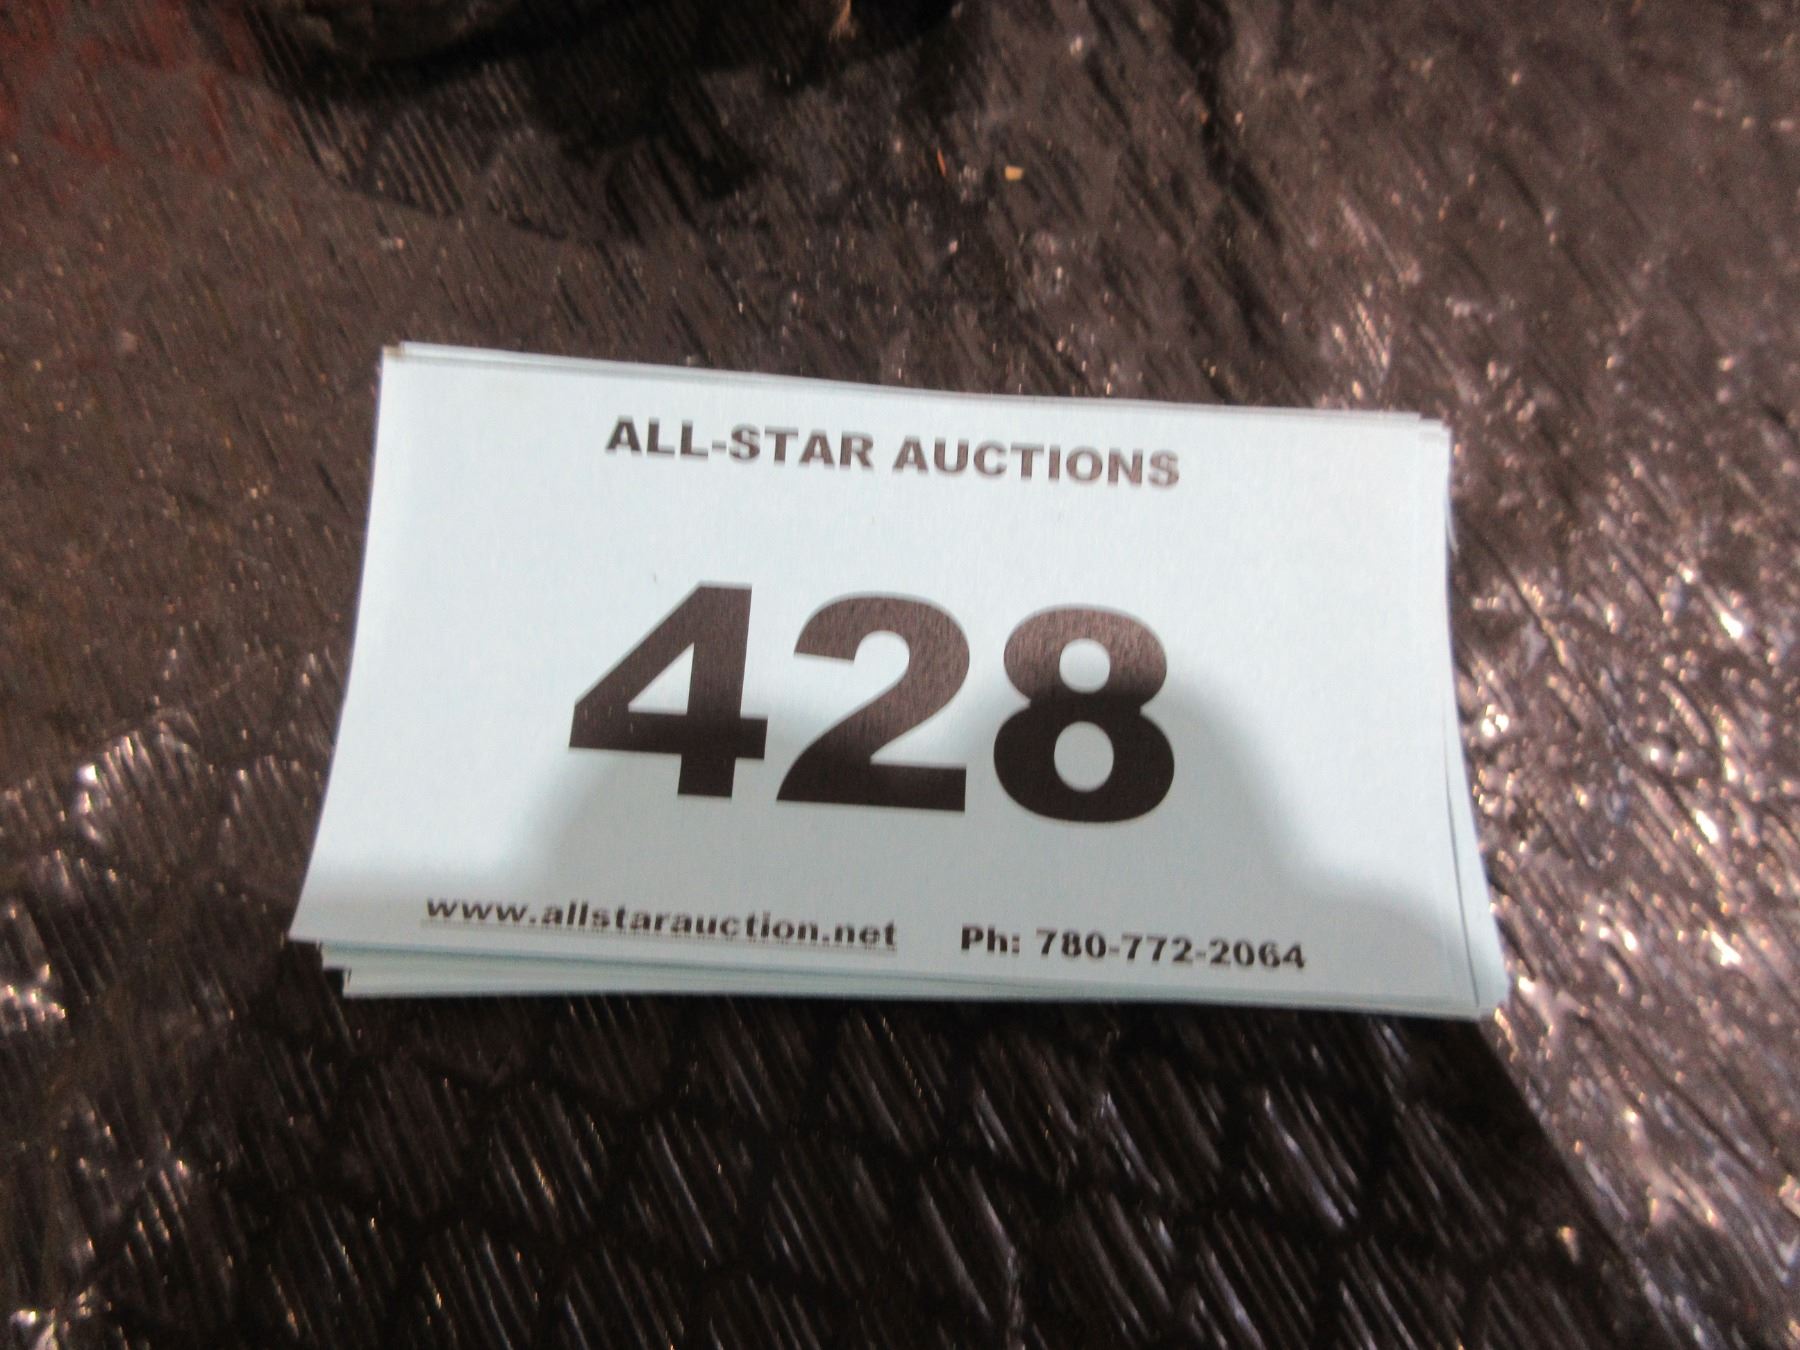 ALL-STAR AUCTIONS
428
www.allstarauction.net Ph: 780-772-2064